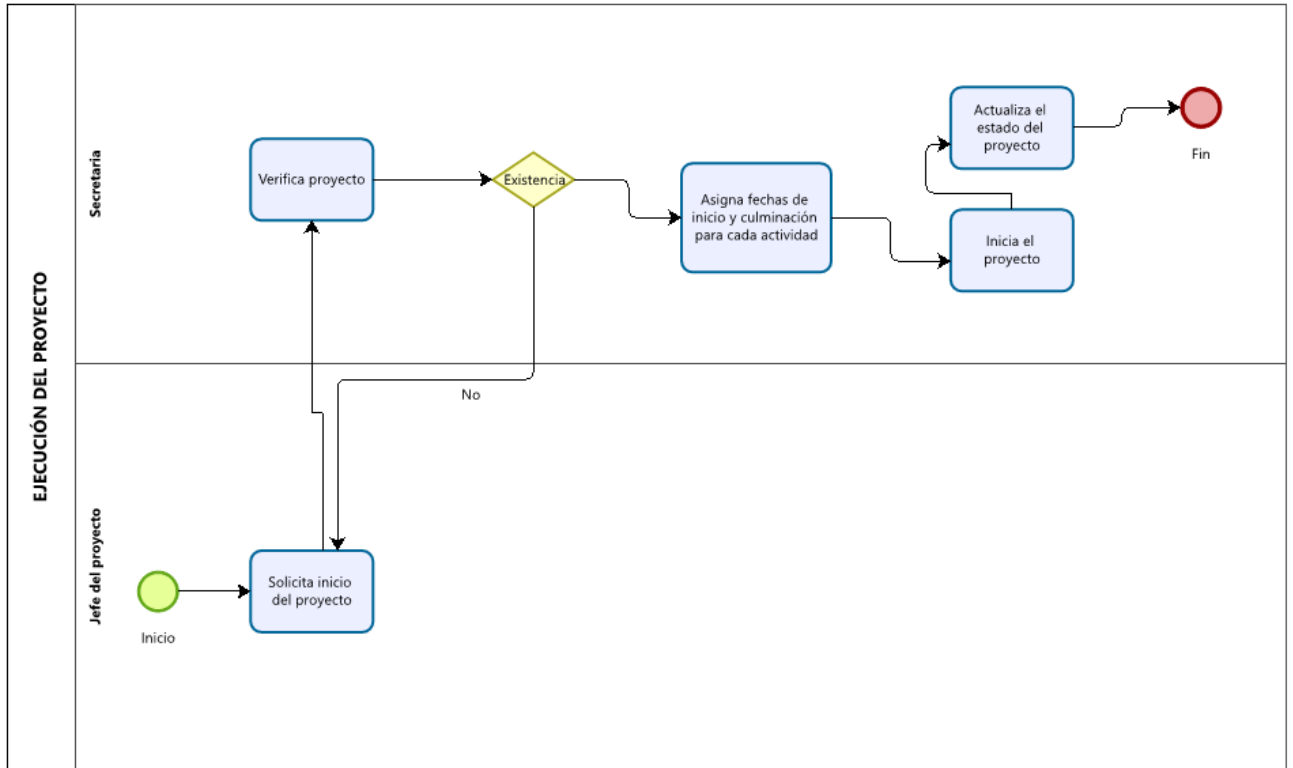 EJECUCIÓN DEL PROYECTO
Secretaria
Verifica proyecto
Existencia
Asigna fechas de
inicio y culminación
para cada actividad
Actualiza el
estado del
proyecto
Inicia el
proyecto
Fin
No
Jefe del proyecto
Inicio
Solicita inicio
del proyecto